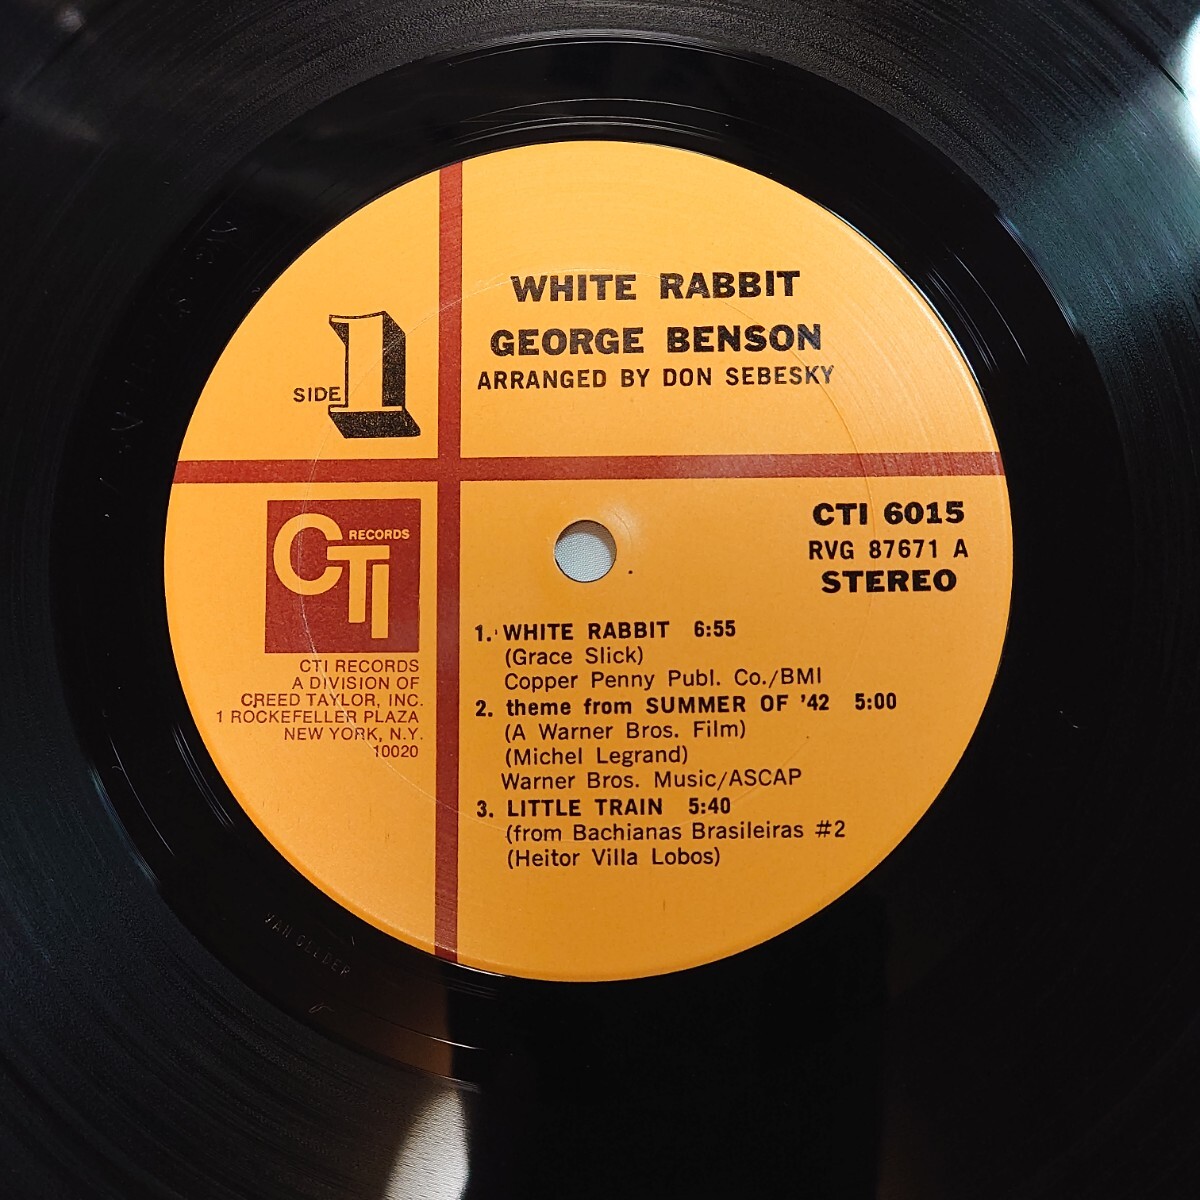 WHITE RABBIT
GEORGE BENSON
ARRANGED BY DON SEBESKY
SIDE 1
CTI RECORDS
CTI RECORDS
A DIVISION OF
CREED TAYLOR, INC.
1 ROCKEFELLER PLAZA
NEW YORK, N.Y.
10020
CTI 6015
RVG 87671 A
STEREO
1. WHITE RABBIT 6:55
(Grace Slick)
Copper Penny Publ. Co./BMI
2. theme from SUMMER OF '42 5:00
(A Warner Bros. Film)
(Michel Legrand)
Warner Bros. Music/ASCAP
3. LITTLE TRAIN 5:40
(from Bachianas Brasileiras #2
(Heitor Villa Lobos)
VAN GELDER